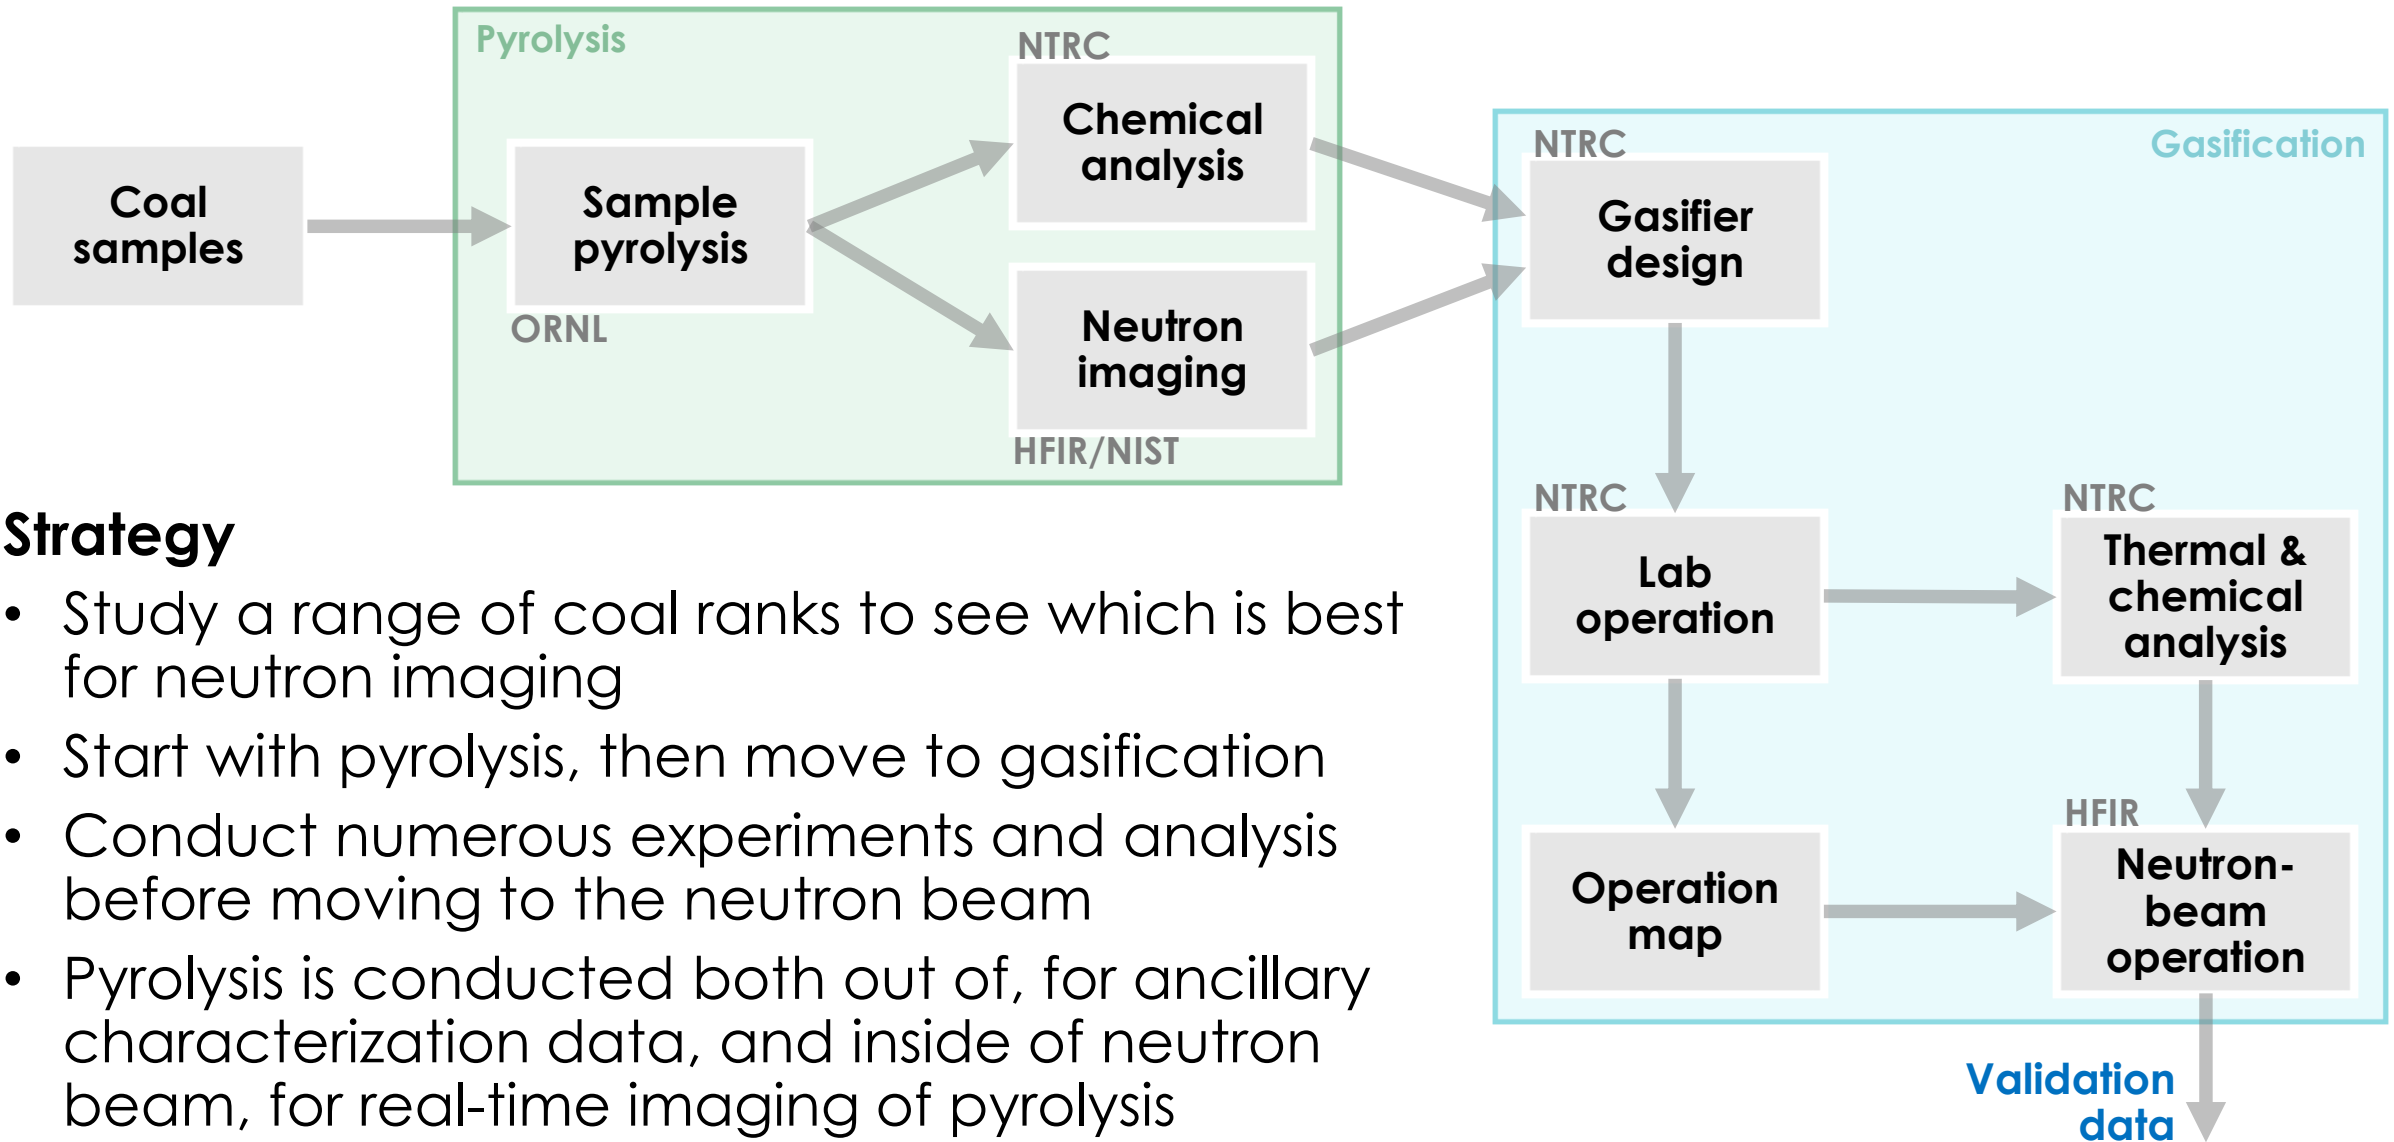 Pyrolysis
NTRC
Chemical
analysis
Coal
samples
Sample
pyrolysis
ORNL
Neutron
imaging
HFIR/NIST
Gasification
NTRC
Gasifier
design
NTRC
Lab
operation
NTRC
Thermal &
chemical
analysis
Operation
map
HFIR
Neutron-
beam
operation
Validation
data
Strategy
• Study a range of coal ranks to see which is best
for neutron imaging
• Start with pyrolysis, then move to gasification
• Conduct numerous experiments and analysis
before moving to the neutron beam
• Pyrolysis is conducted both out of, for ancillary
characterization data, and inside of neutron
beam, for real-time imaging of pyrolysis